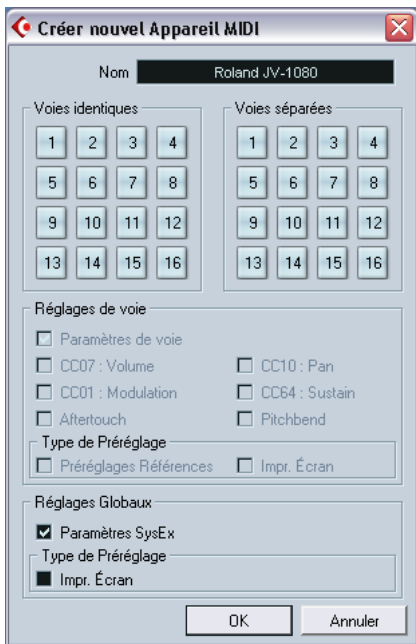 Créer nouvel Appareil MIDI
Nom Roland JV-1080
Voies identiques
1 2 3 4
5 6 7 8
9 10 11 12
13 14 15 16
Voies séparées
1 2 3 4
5 6 7 8
9 10 11 12
13 14 15 16
Réglages de voie
Paramètres de voie
CC07 : Volume CC10 : Pan
CC01 : Modulation CC64 : Sustain
Aftertouch Pitchbend
Type de Préréglage
Préréglages Références Impr. Écran
Réglages Globaux
Paramètres SysEx
Type de Préréglage
Impr. Écran
OK Annuler